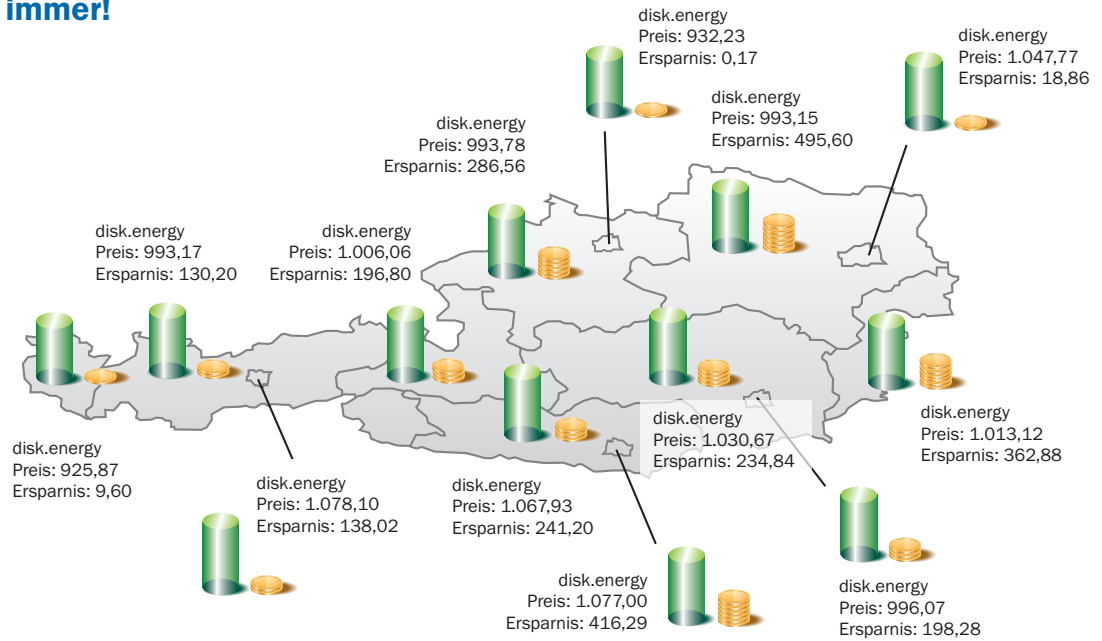 immer!
disk.energy
Preis: 932,23
Ersparnis: 0,17
disk.energy
Preis: 1.047,77
Ersparnis: 18,86
disk.energy
Preis: 993,15
Ersparnis: 495,60
disk.energy
Preis: 993,78
Ersparnis: 286,56
disk.energy
Preis: 993,17
Ersparnis: 130,20
disk.energy
Preis: 1.006,06
Ersparnis: 196,80
disk.energy
Preis: 925,87
Ersparnis: 9,60
disk.energy
Preis: 1.078,10
Ersparnis: 138,02
disk.energy
Preis: 1.067,93
Ersparnis: 241,20
disk.energy
Preis: 1.030,67
Ersparnis: 234,84
disk.energy
Preis: 1.013,12
Ersparnis: 362,88
disk.energy
Preis: 1.077,00
Ersparnis: 416,29
disk.energy
Preis: 996,07
Ersparnis: 198,28